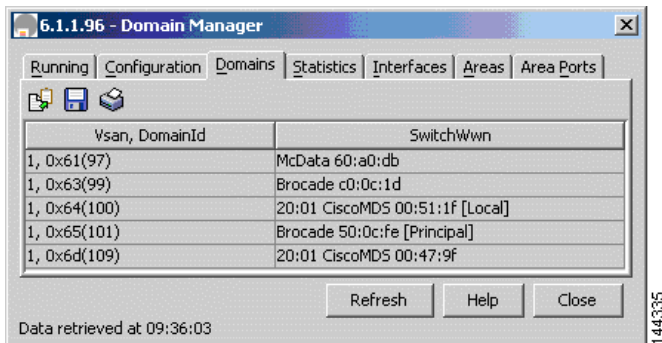 6.1.1.96 - Domain Manager
Running Configuration Domains Statistics Interfaces Areas Area Ports
Vsan, DomainId SwitchWwn
1, 0x61(97) McData 60:a0:db
1, 0x63(99) Brocade c0:0c:1d
1, 0x64(100) 20:01 CiscoMDS 00:51:1f [Local]
1, 0x65(101) Brocade 50:0c:fe [Principal]
1, 0x6d(109) 20:01 CiscoMDS 00:47:9f
Refresh Help Close
Data retrieved at 09:36:03
144335